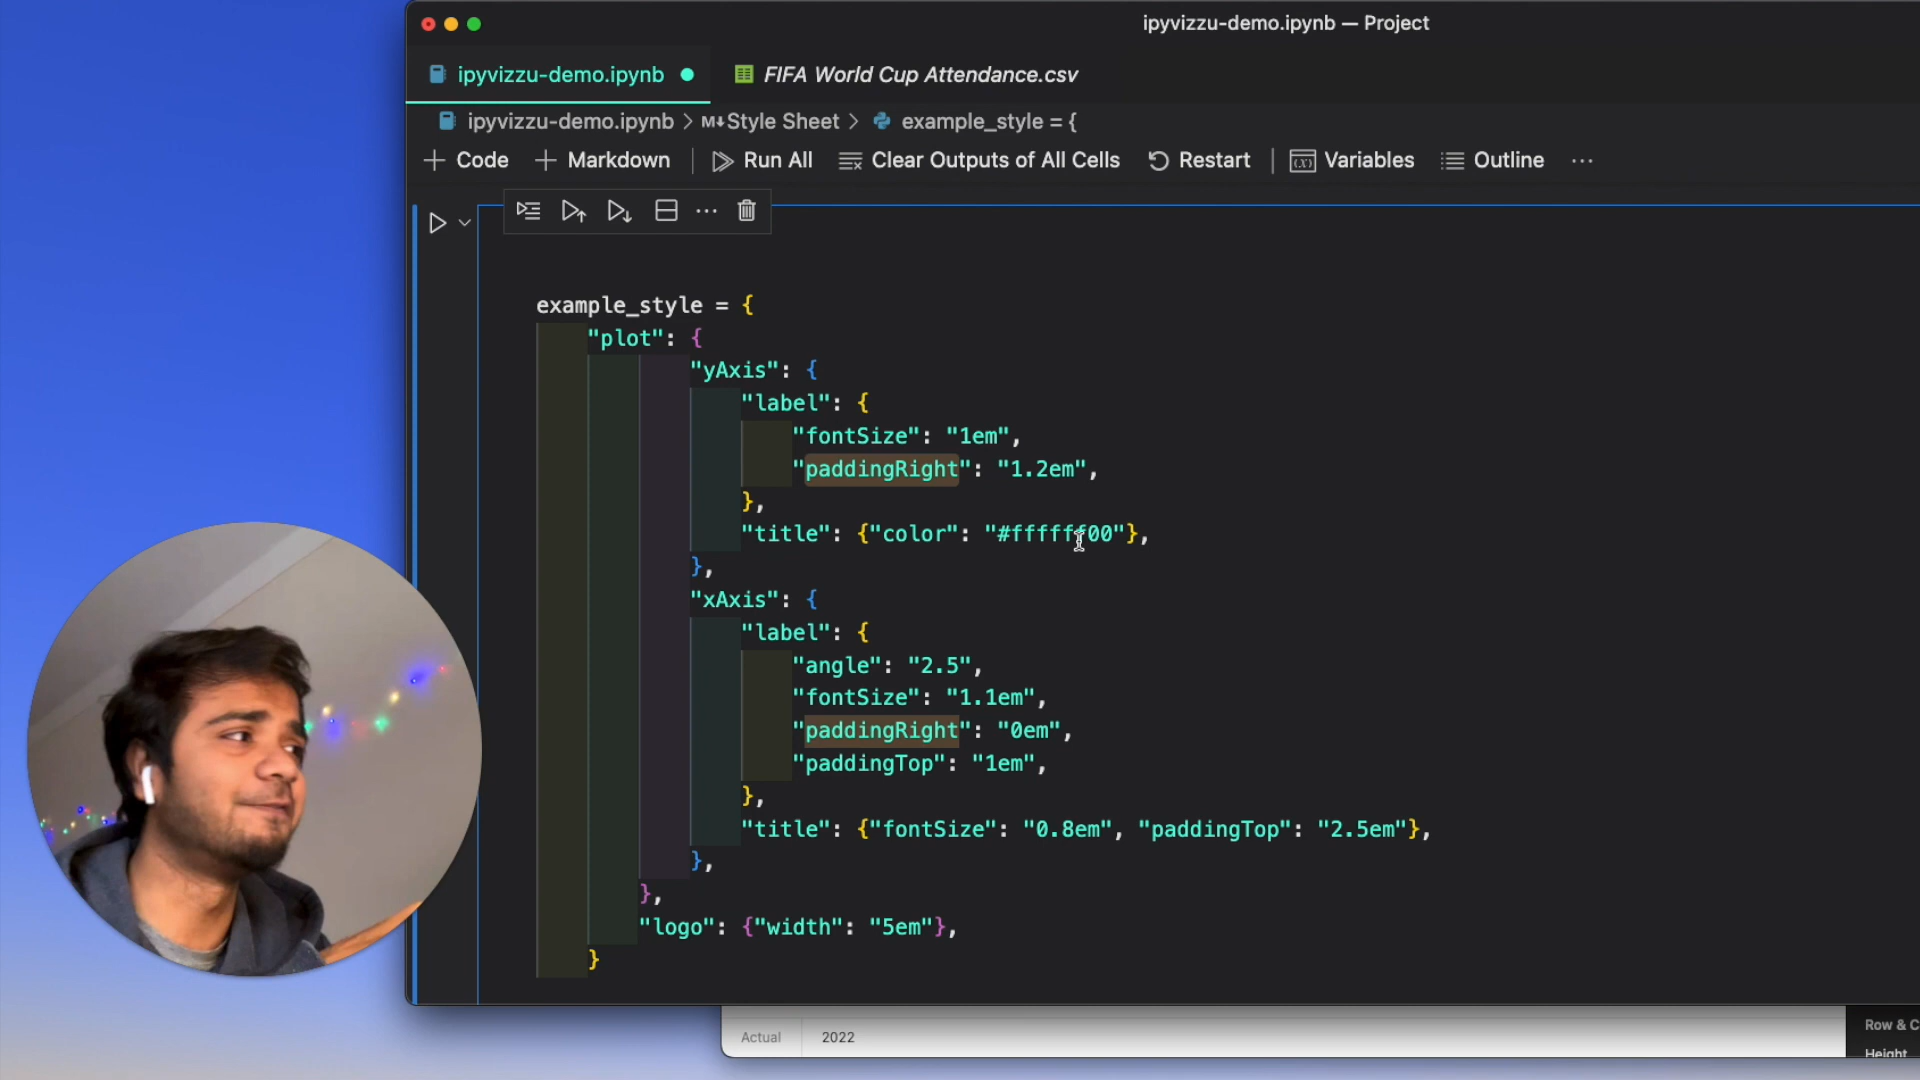 ipyvizzu-demo.ipynb — Project
ipyvizzu-demo.ipynb
FIFA World Cup Attendance.csv
ipyvizzu-demo.ipynb > M↓Style Sheet > example_style = {
+ Code + Markdown Run All Clear Outputs of All Cells Restart Variables Outline ...
example_style = {
"plot": {
"yAxis": {
"label": {
"fontSize": "1em",
"paddingRight": "1.2em",
},
"title": {"color": "#ffffff00"},
},
"xAxis": {
"label": {
"angle": "2.5",
"fontSize": "1.1em",
"paddingRight": "0em",
"paddingTop": "1em",
},
"title": {"fontSize": "0.8em", "paddingTop": "2.5em"},
},
},
"logo": {"width": "5em"},
}
Actual 2022
Row & C
Height